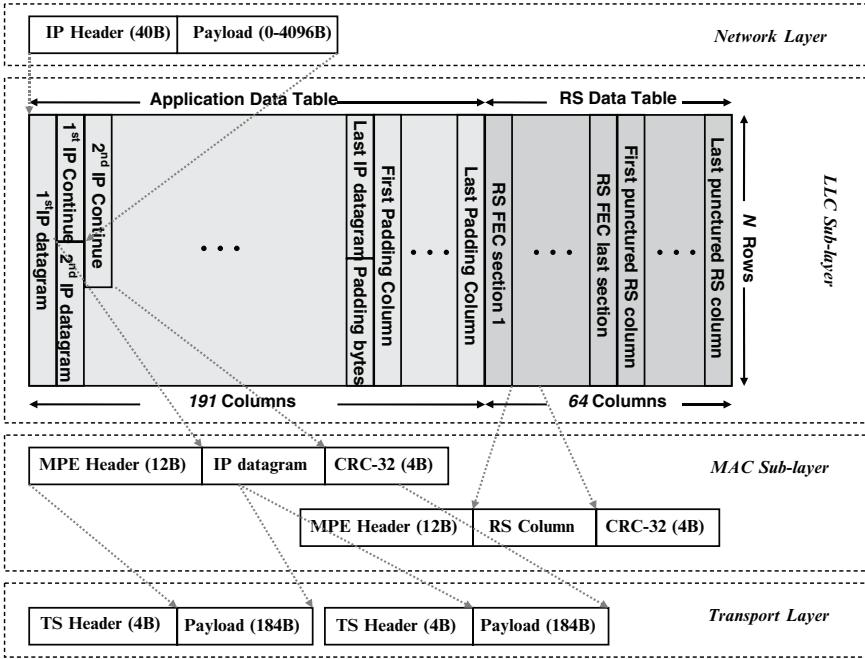 IP Header (40B) Payload (0-4096B)
Network Layer
Application Data Table RS Data Table
1st IP datagram
1st IP Continue
2nd IP datagram
2nd IP Continue
• • •
Last IP datagram
Padding bytes
First Padding Column
• • •
Last Padding Column
RS FEC section 1
• • •
RS FEC last section
First punctured RS column
• • •
Last punctured RS column
N Rows
LLC Sub-layer
191 Columns 64 Columns
MPE Header (12B) IP datagram CRC-32 (4B)
MAC Sub-layer
MPE Header (12B) RS Column CRC-32 (4B)
TS Header (4B) Payload (184B) TS Header (4B) Payload (184B)
Transport Layer